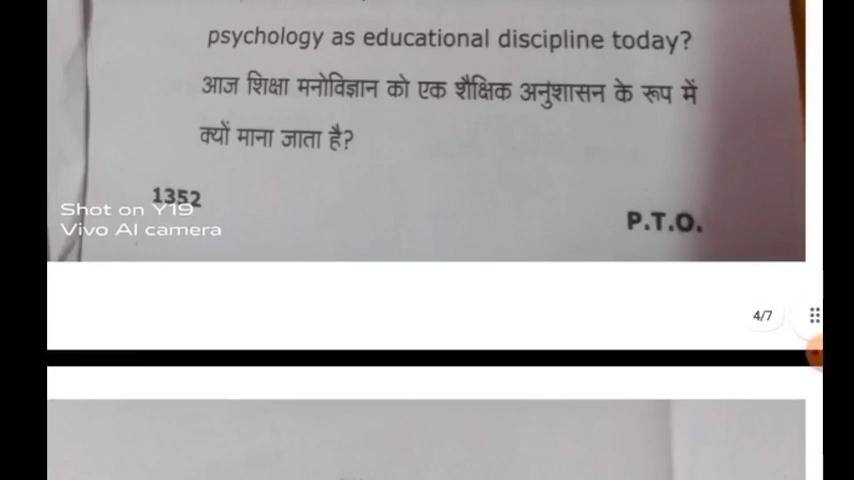 psychology as educational discipline today?
आज शिक्षा मनोविज्ञान को एक शैक्षिक अनुशासन के रूप में
क्यों माना जाता है?
1352
Shot on Y19
Vivo AI camera
P.T.O.
4/7